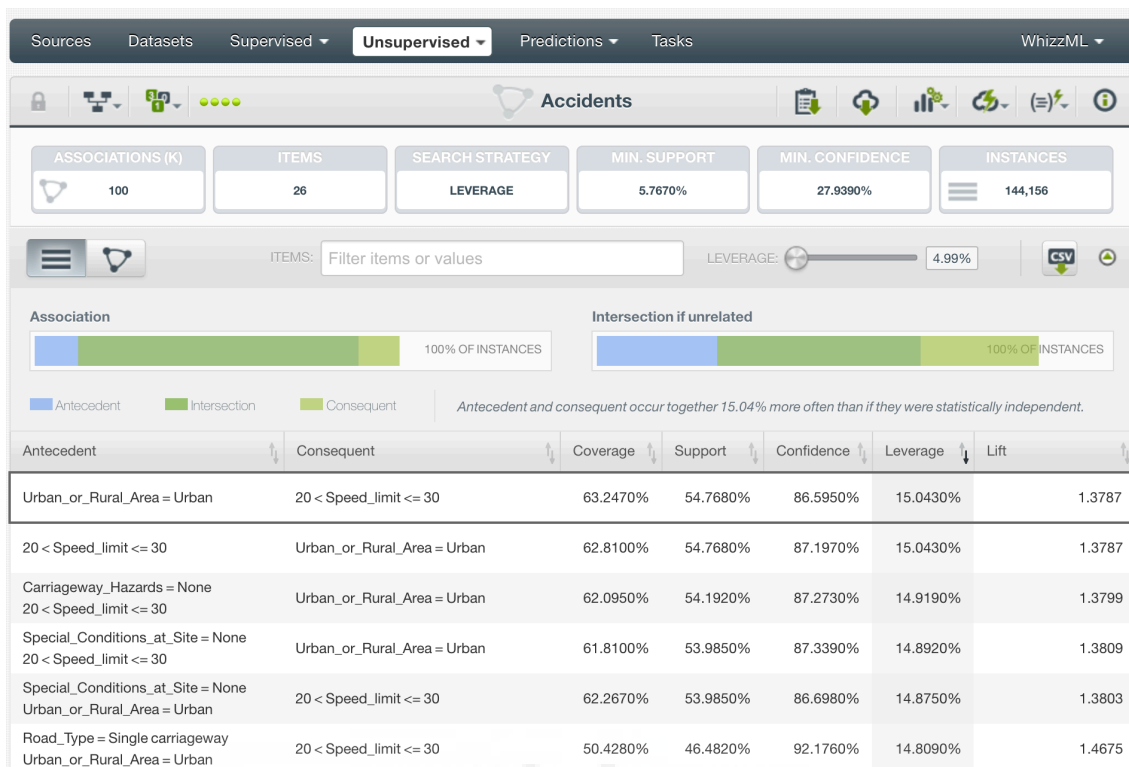 Sources Datasets Supervised Unsupervised Predictions Tasks WhizzML
Accidents
ASSOCIATIONS (K) ITEMS SEARCH STRATEGY MIN. SUPPORT MIN. CONFIDENCE INSTANCES
100 26 LEVERAGE 5.7670% 27.9390% 144,156
ITEMS: Filter items or values LEVERAGE: 4.99% CSV
Association Intersection if unrelated
100% OF INSTANCES 100% OF INSTANCES
Antecedent Intersection Consequent Antecedent and consequent occur together 15.04% more often than if they were statistically independent.
Antecedent Consequent Coverage Support Confidence Leverage Lift
Urban_or_Rural_Area = Urban 20 < Speed_limit <= 30 63.2470% 54.7680% 86.5950% 15.0430% 1.3787
20 < Speed_limit <= 30 Urban_or_Rural_Area = Urban 62.8100% 54.7680% 87.1970% 15.0430% 1.3787
Carriageway_Hazards = None
20 < Speed_limit <= 30 Urban_or_Rural_Area = Urban 62.0950% 54.1920% 87.2730% 14.9190% 1.3799
Special_Conditions_at_Site = None
20 < Speed_limit <= 30 Urban_or_Rural_Area = Urban 61.8100% 53.9850% 87.3390% 14.8920% 1.3809
Special_Conditions_at_Site = None
Urban_or_Rural_Area = Urban 20 < Speed_limit <= 30 62.2670% 53.9850% 86.6980% 14.8750% 1.3803
Road_Type = Single carriageway
Urban_or_Rural_Area = Urban 20 < Speed_limit <= 30 50.4280% 46.4820% 92.1760% 14.8090% 1.4675